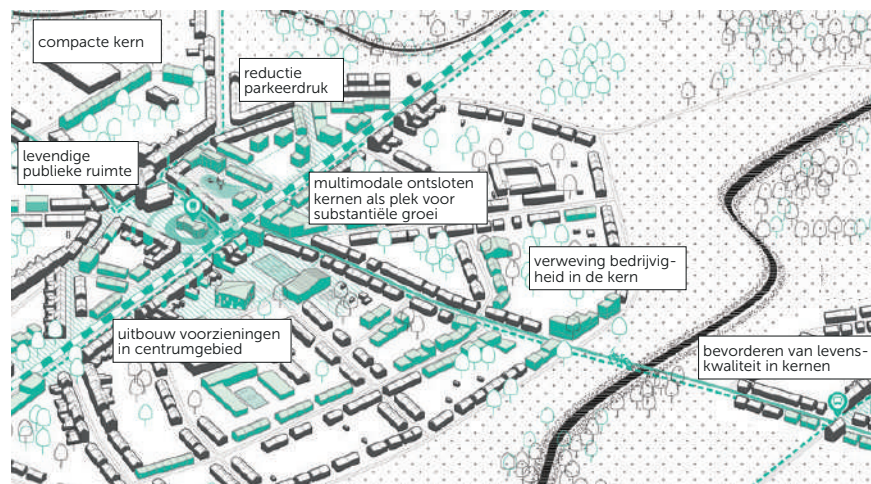 compacte kern
reductie
parkeerdruk
levendige
publieke ruimte
multimodale ontsloten
kernen als plek voor
substantiële groei
verweving bedrijvig-
heid in de kern
uitbouw voorzieningen
in centrumgebied
bevorderen van levens-
kwaliteit in kernen